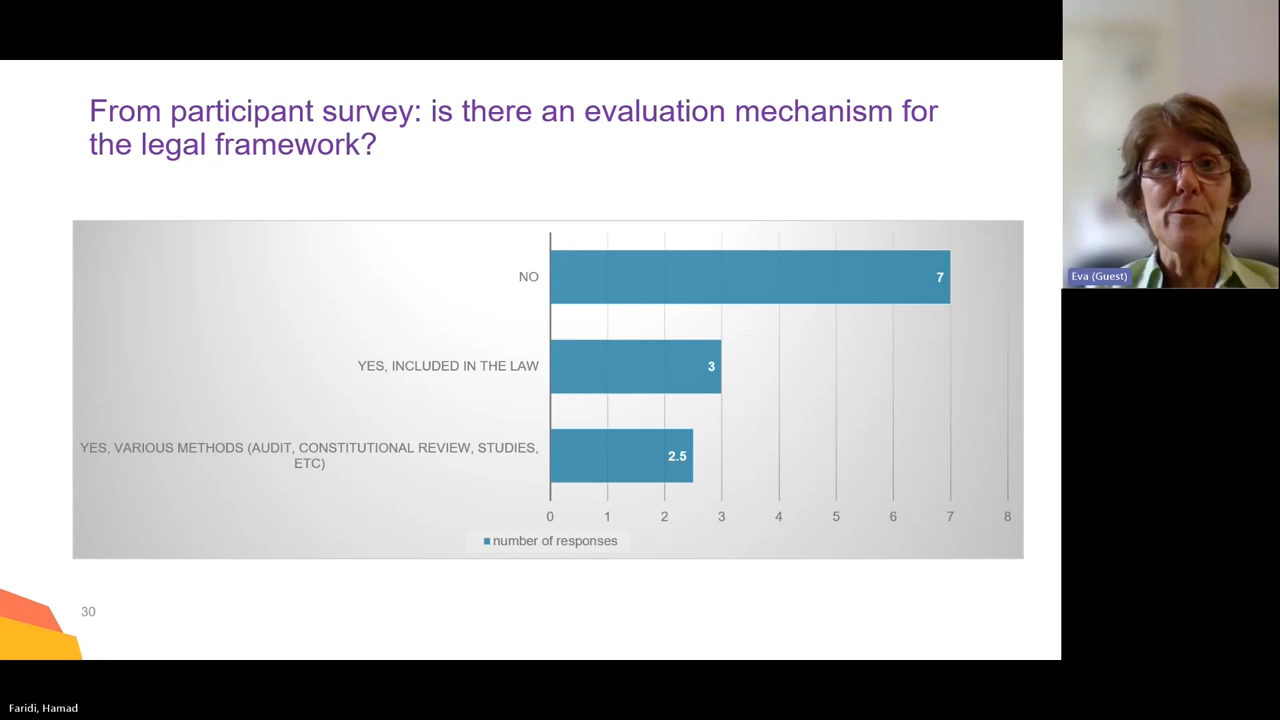 From participant survey: is there an evaluation mechanism for
the legal framework?
NO
7
YES, INCLUDED IN THE LAW
3
YES, VARIOUS METHODS (AUDIT, CONSTITUTIONAL REVIEW, STUDIES,
ETC)
2.5
0 1 2 3 4 5 6 7 8
number of responses
30
Eva (Guest)
Faridi, Hamad